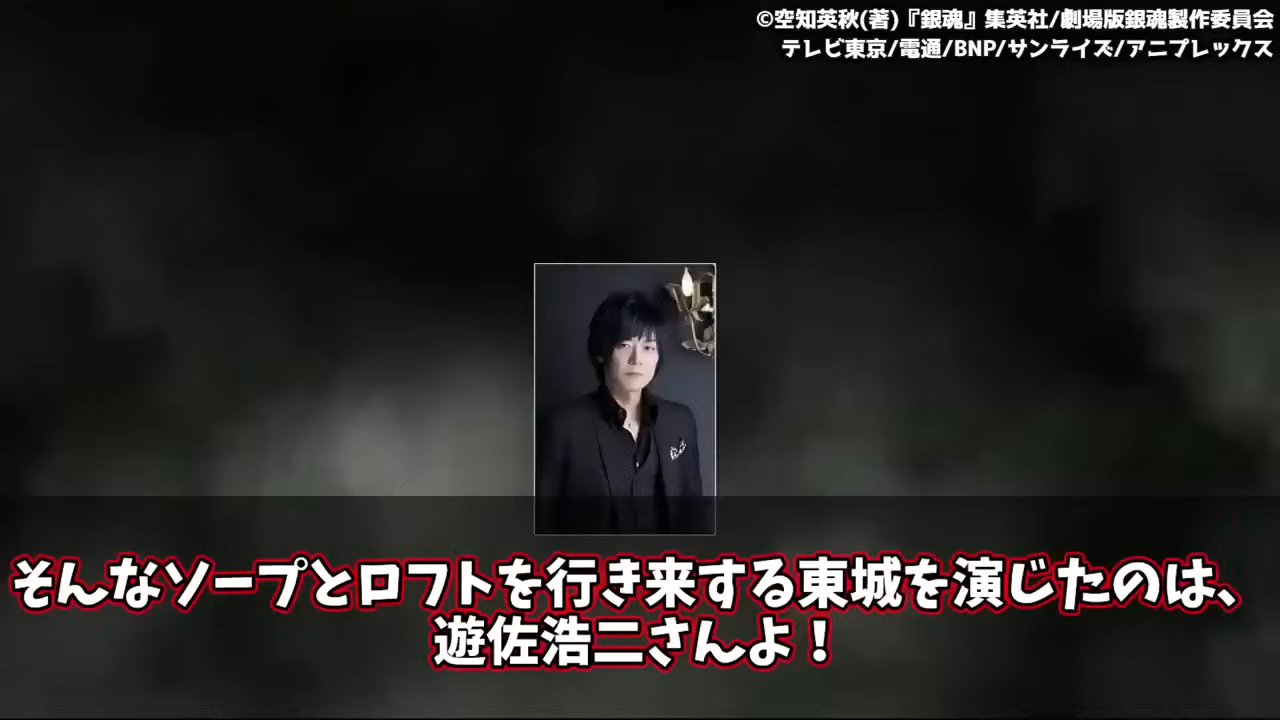 ©空知英秋(著)『銀魂』集英社/劇場版銀魂製作委員会
テレビ東京/電通/BNP/サンライズ/アニプレックス
そんなソープとロフトを行き来する東城を演じたのは、
遊佐浩二さんよ！